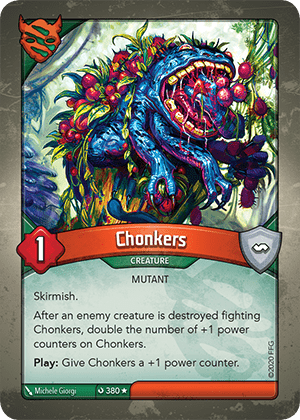 Chonkers
1
CREATURE
MUTANT
Skirmish.
After an enemy creature is destroyed fighting
Chonkers, double the number of +1 power
counters on Chonkers.
Play: Give Chonkers a +1 power counter.
©2020 FFG
Michele Giorgi
380